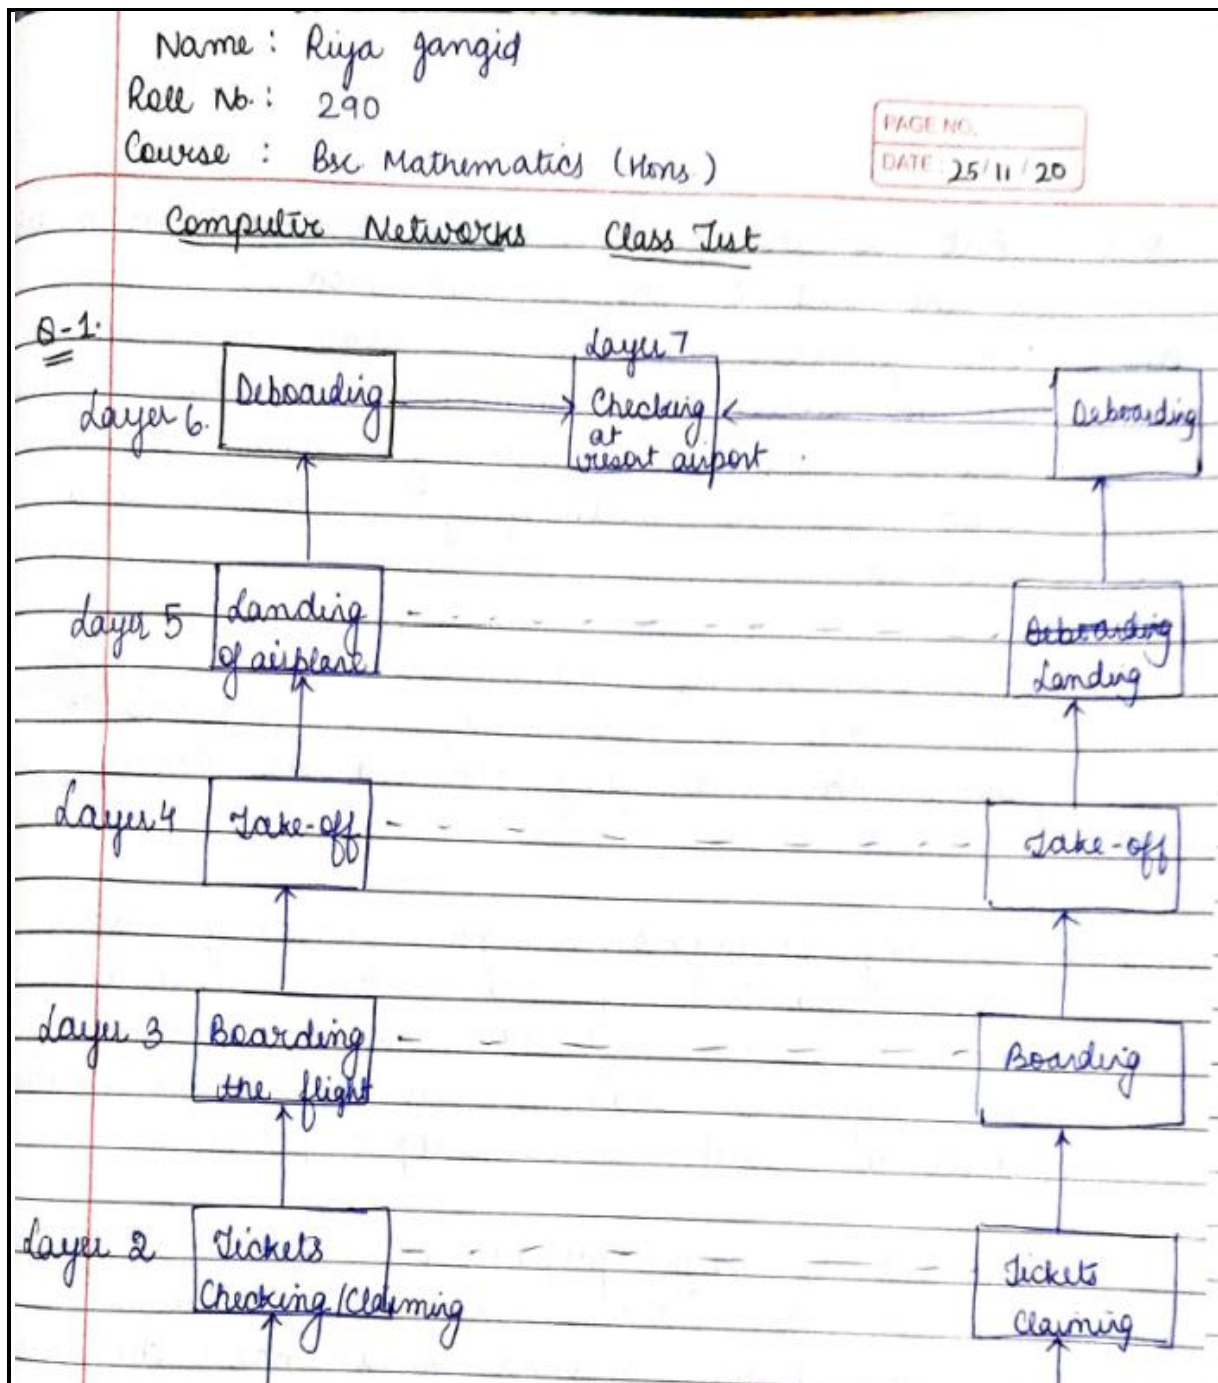 Name : Riya Jangid
Roll No. : 290
Course : Bsc Mathematics (Hons)
PAGE NO.
DATE : 25/11/20
Computer Networks Class Test
Q-1.
Layer 7
Layer 6. Deboarding Checking Deboarding
at
resort airport
Layer 5 Landing Deboarding
of airplane Landing
Layer 4 Take-off Take-off
Layer 3 Boarding Boarding
the flight
Layer 2 Tickets Tickets
Checking/Claiming Claiming